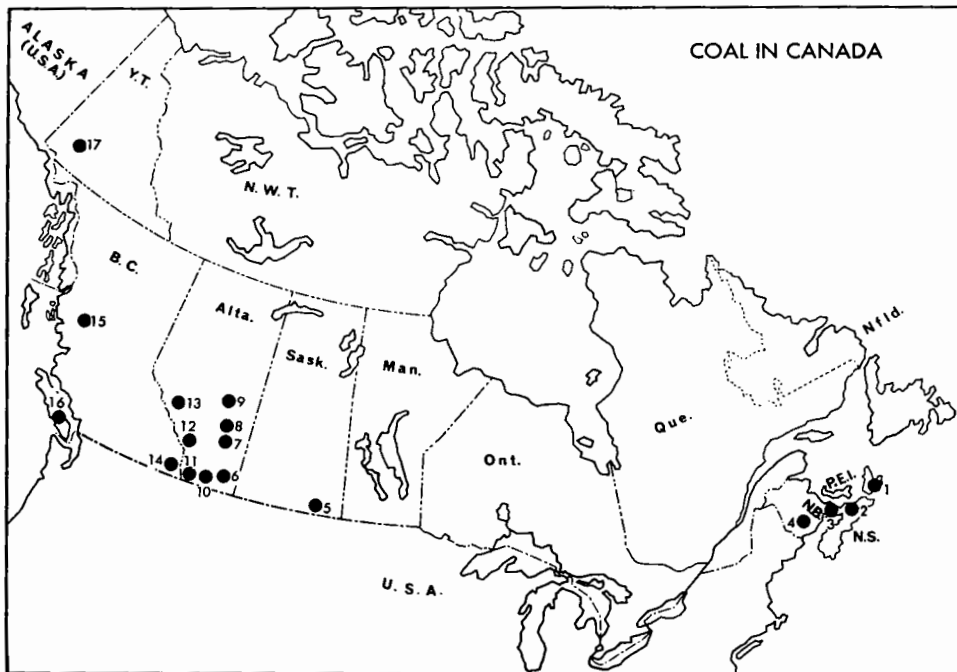 COAL IN CANADA
ALASKA
(U.S.A.)
Y.T.
17
N.W.T.
B.C.
Alta.
15
Sask.
Man.
Nfld.
Que.
Ont.
13
9
16
8
12
7
14
11
6
10
5
P.E.I.
1
N.B.
4
3
2
N.S.
U.S.A.